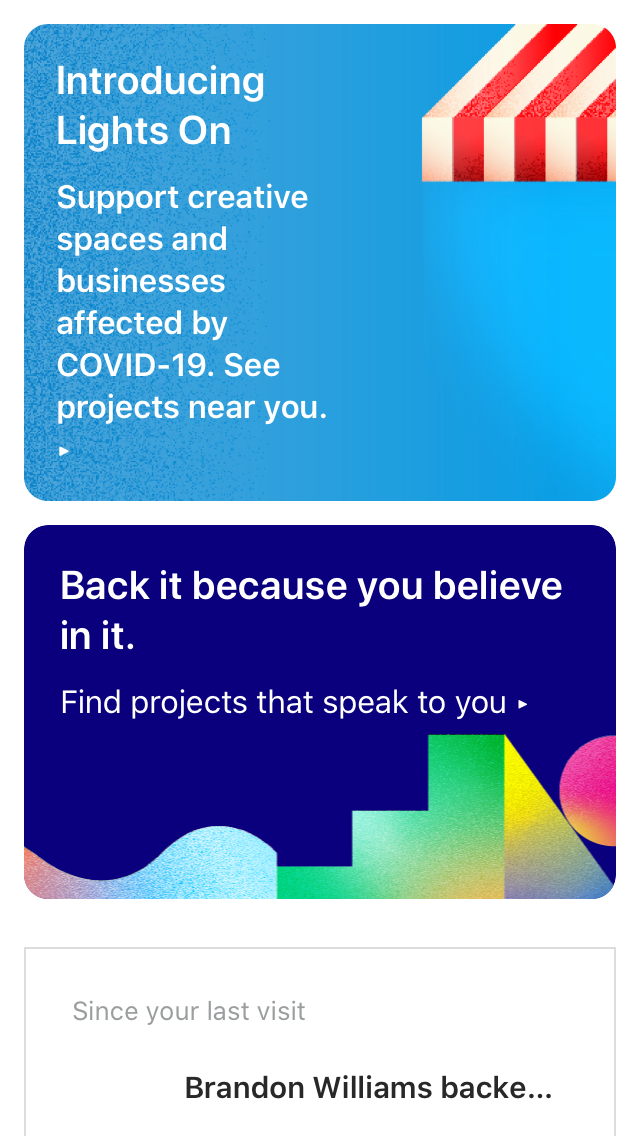 Introducing
Lights On
Support creative
spaces and
businesses
affected by
COVID-19. See
projects near you.
▸
Back it because you believe
in it.
Find projects that speak to you ▸
Since your last visit
Brandon Williams backe...